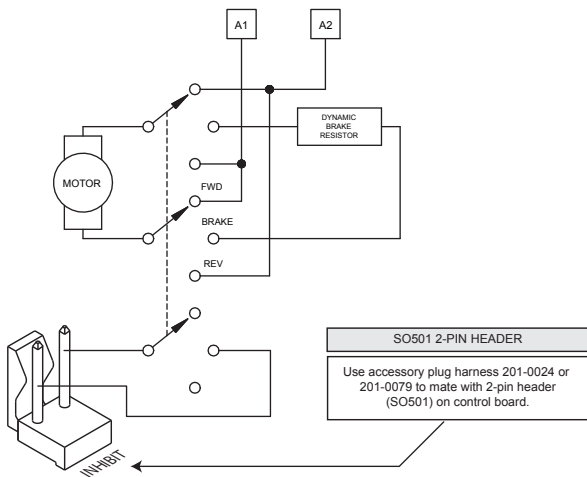 A1
A2
DYNAMIC
BRAKE
RESISTOR
MOTOR
FWD
BRAKE
REV
SO501 2-PIN HEADER
Use accessory plug harness 201-0024 or
201-0079 to mate with 2-pin header
(SO501) on control board.
INHIBIT